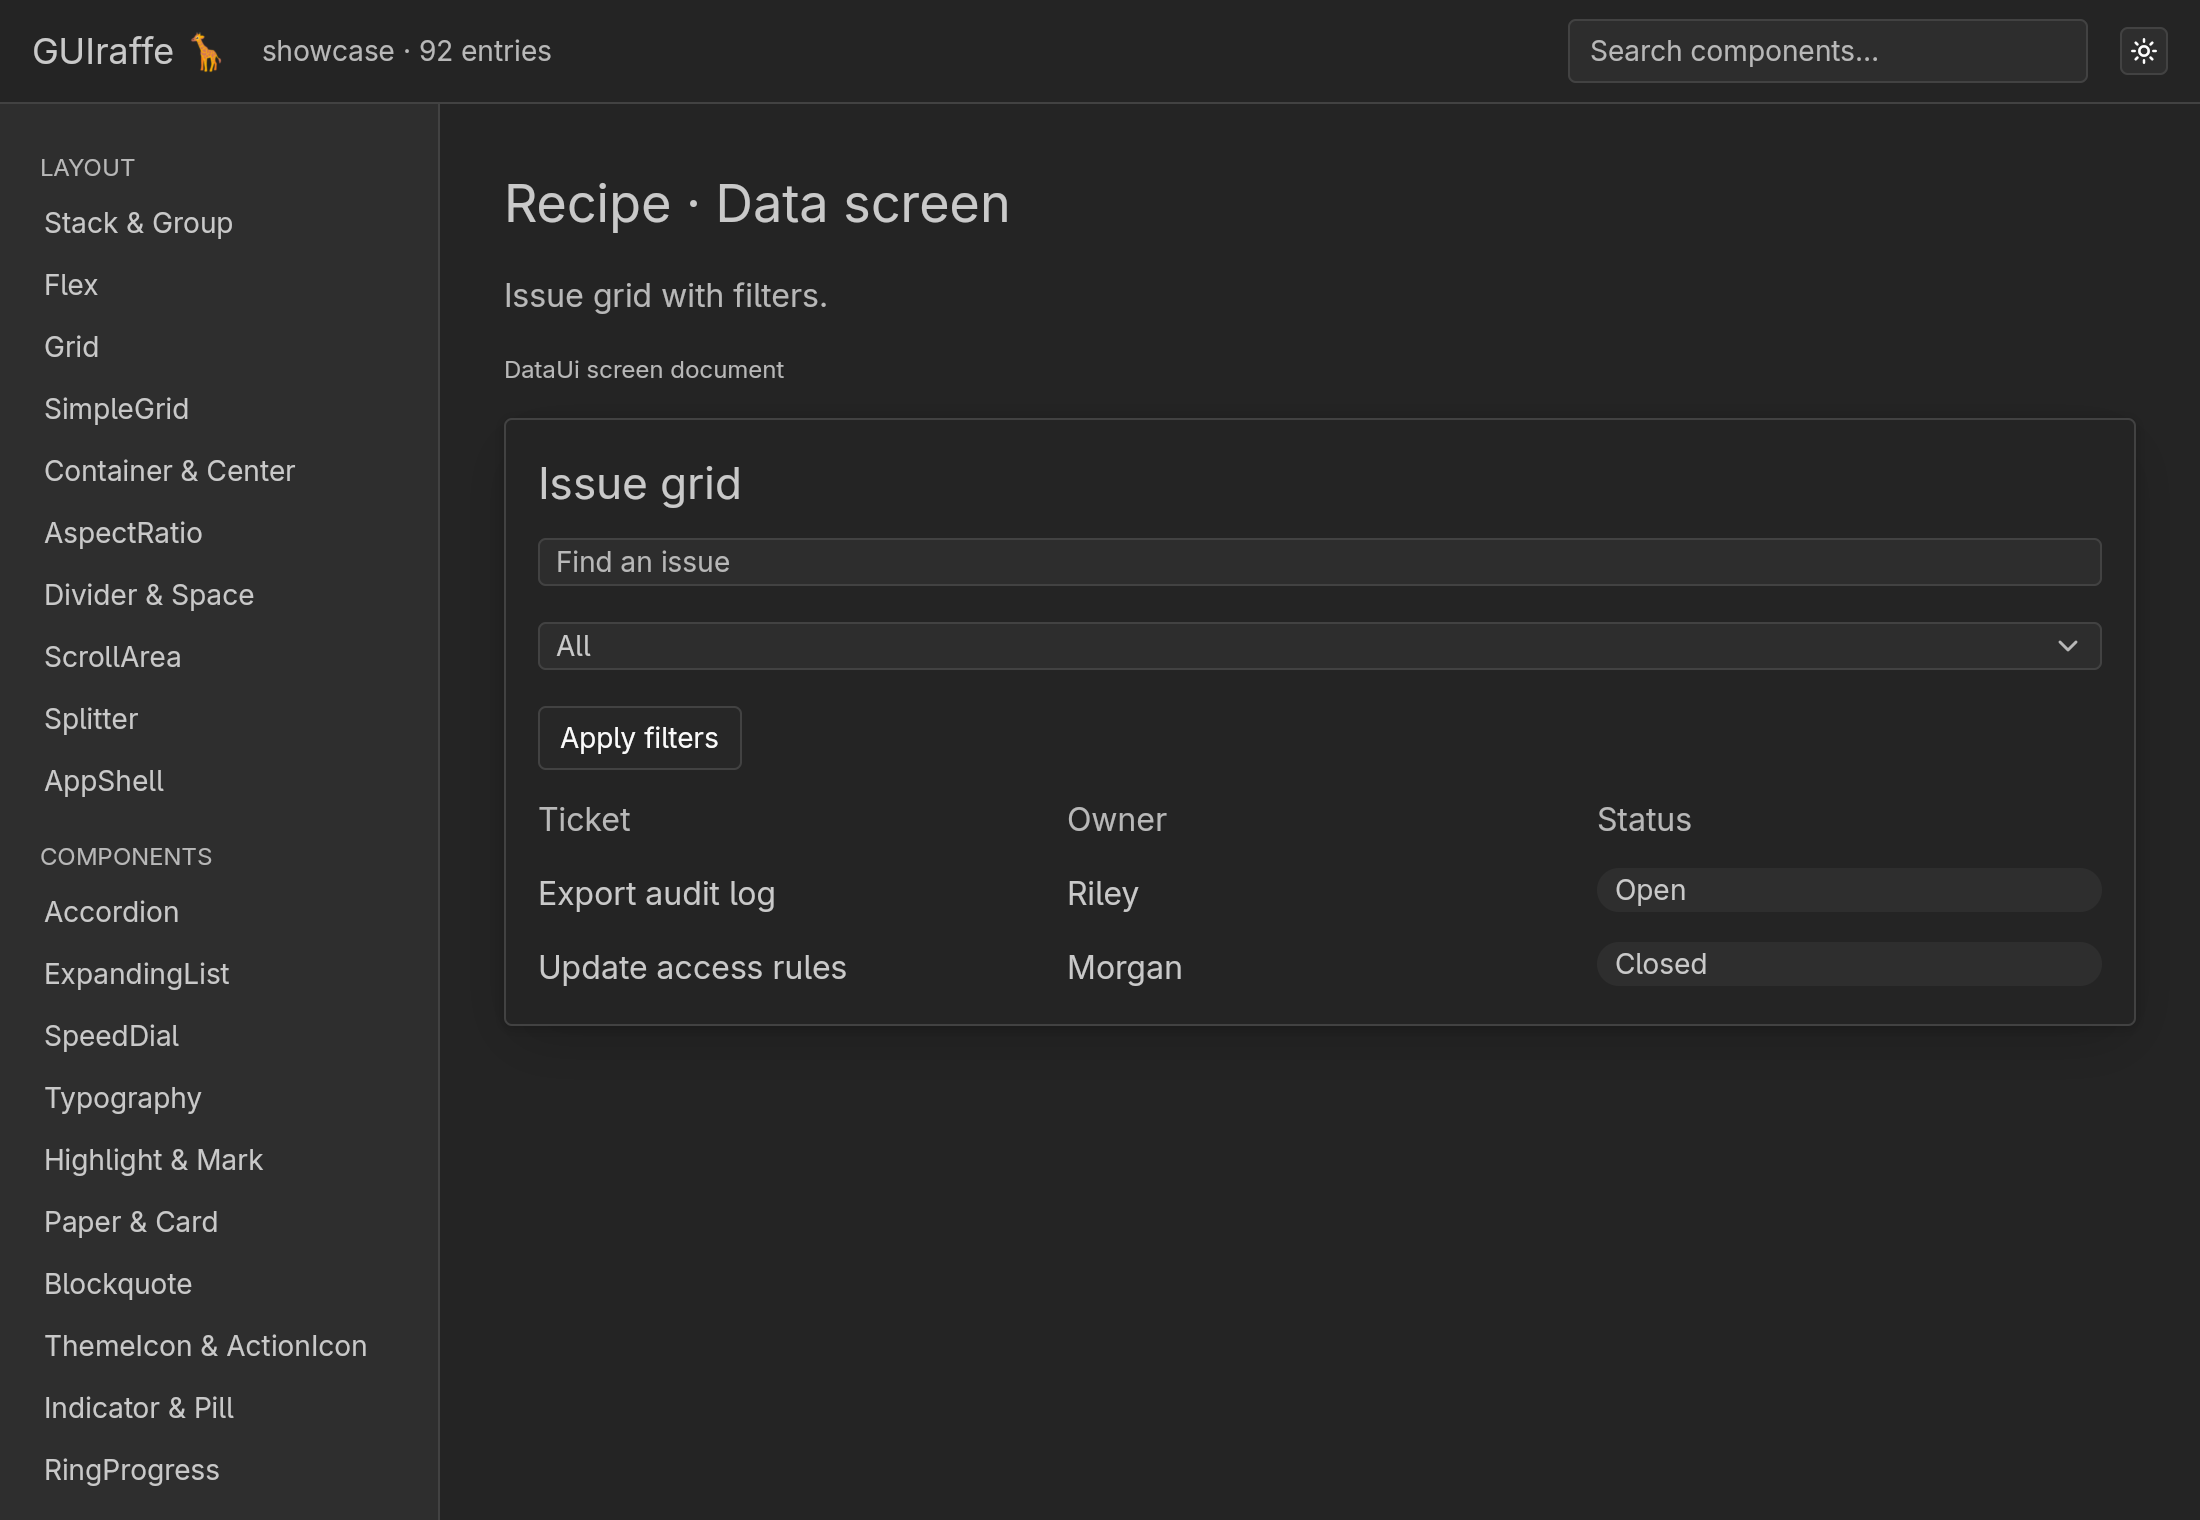 GUIraffe 🦒 showcase · 92 entries Search components...
LAYOUT
Stack & Group
Flex
Grid
SimpleGrid
Container & Center
AspectRatio
Divider & Space
ScrollArea
Splitter
AppShell
COMPONENTS
Accordion
ExpandingList
SpeedDial
Typography
Highlight & Mark
Paper & Card
Blockquote
ThemeIcon & ActionIcon
Indicator & Pill
RingProgress
Recipe · Data screen
Issue grid with filters.
DataUi screen document
Issue grid
Find an issue
All
Apply filters
Ticket Owner Status
Export audit log Riley Open
Update access rules Morgan Closed